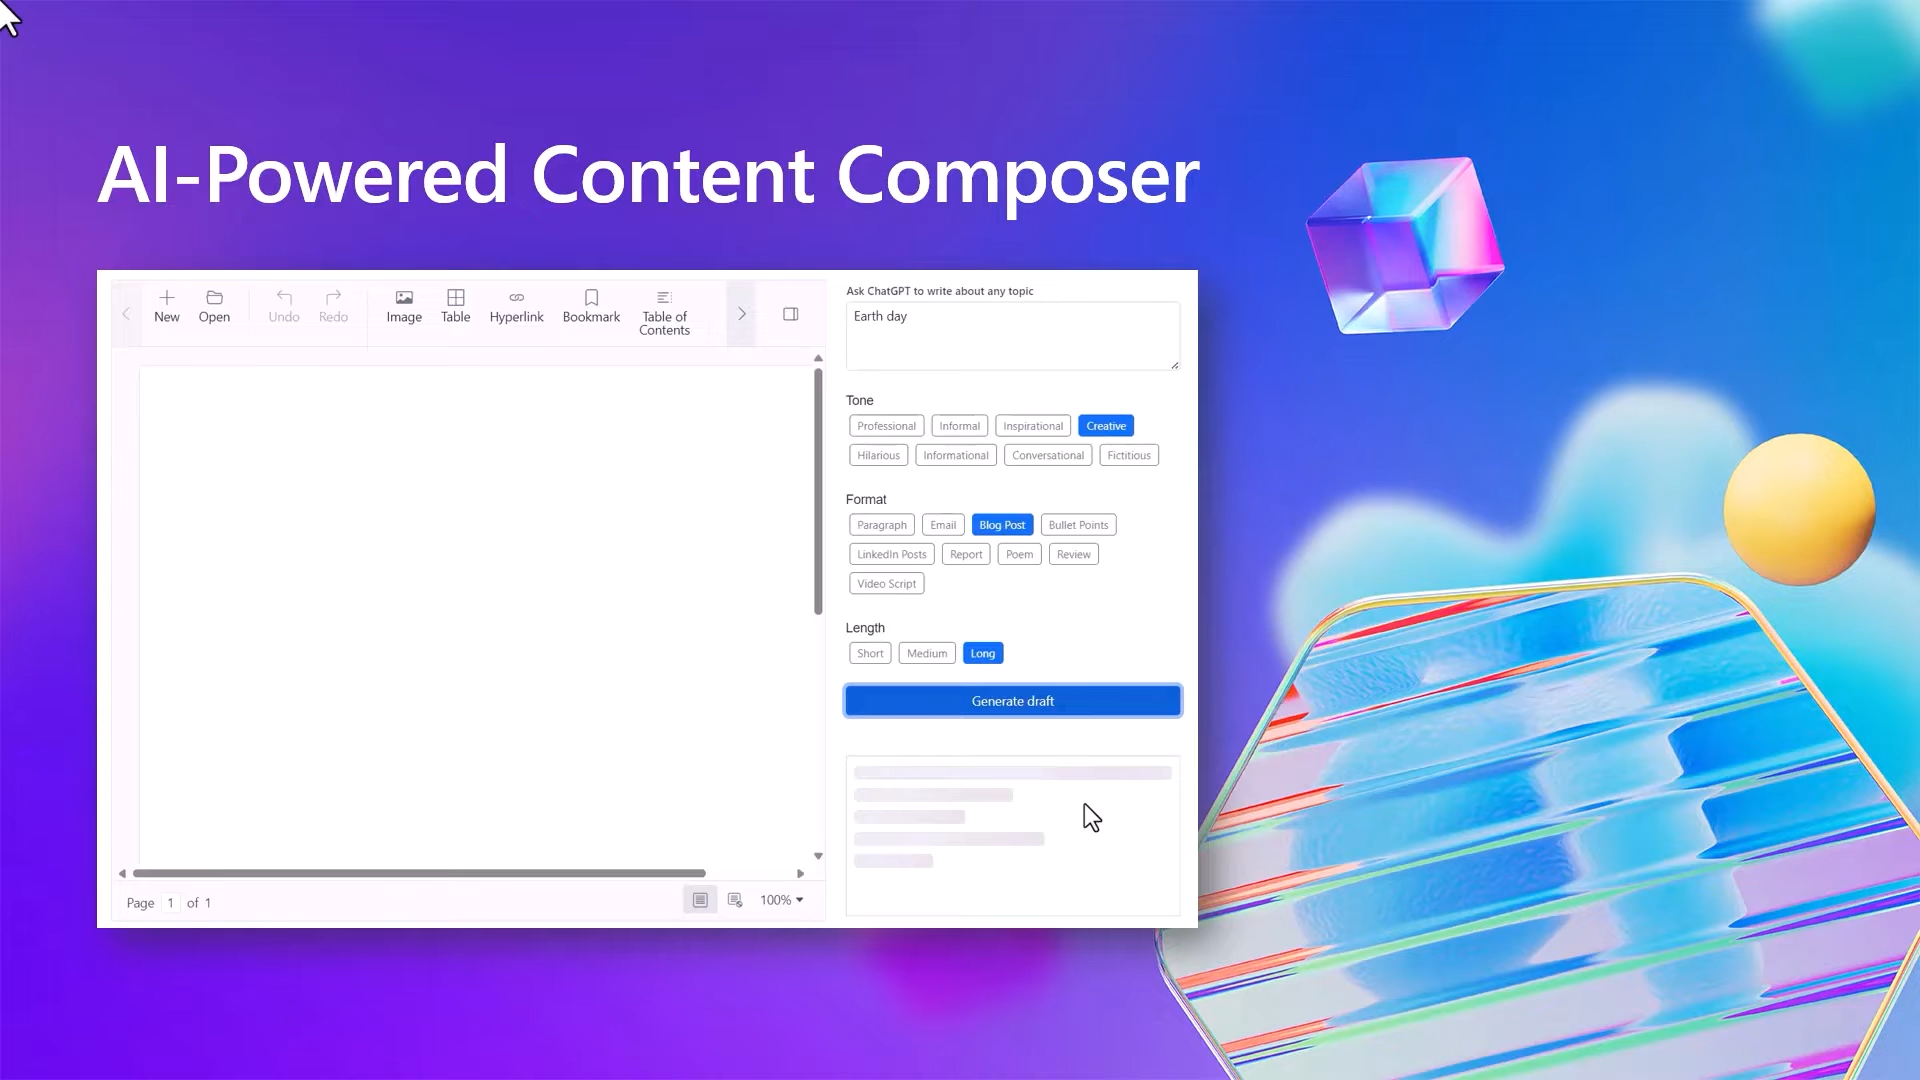 AI-Powered Content Composer
New Open Undo Redo Image Table Hyperlink Bookmark Table of Contents
Ask ChatGPT to write about any topic
Earth day
Tone
Professional Informal Inspirational Creative
Hilarious Informational Conversational Fictitious
Format
Paragraph Email Blog Post Bullet Points
LinkedIn Posts Report Poem Review
Video Script
Length
Short Medium Long
Generate draft
Page 1 of 1 100%